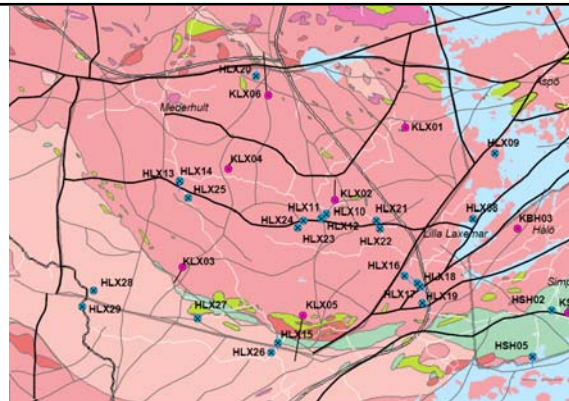 HLX20
KLX06
Äspö
Mederhult
KLX01
HLX09
KLX04
HLX13 HLX14
HLX25
KLX02
HLX11 HLX10
HLX24 HLX12
HLX23
HLX21
HLX22
HLX08
KBH03
Lilla Laxemar
Hålö
KLX03
HLX16
HLX18
HLX17 HLX19
HLX28
HLX29
HLX27
KLX05
HSH02
HLX15
HLX26
HSH05